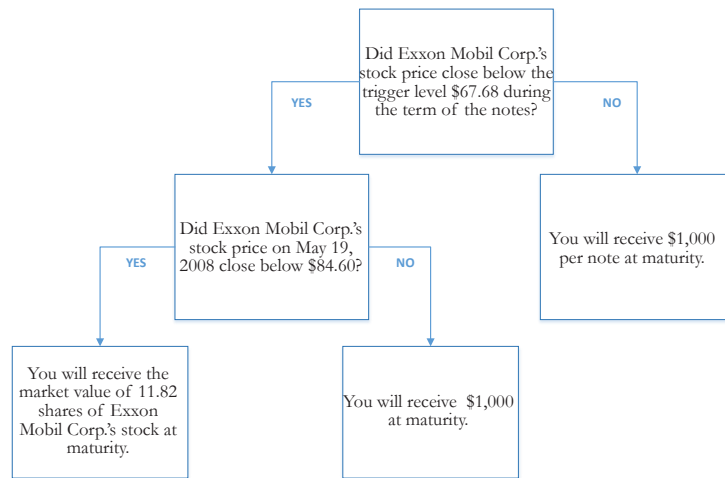 Did Exxon Mobil Corp.'s
stock price close below the
trigger level $67.68 during
the term of the notes?
YES
NO
Did Exxon Mobil Corp.'s
stock price on May 19,
2008 close below $84.60?
You will receive $1,000
per note at maturity.
YES
NO
You will receive the
market value of 11.82
shares of Exxon
Mobil Corp.'s stock at
maturity.
You will receive $1,000
at maturity.